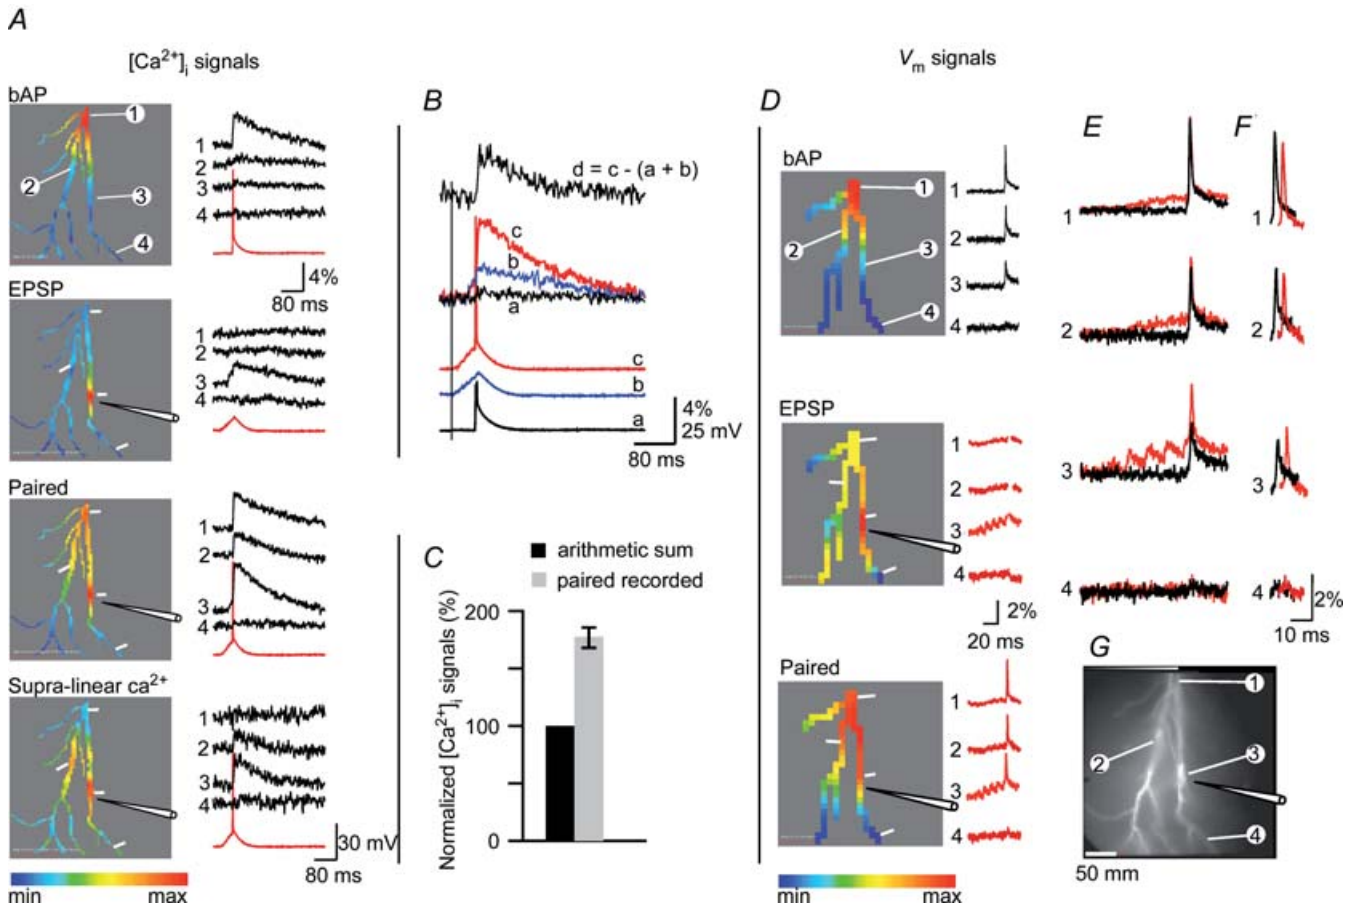 A
[Ca2+]i signals
bAP
1
2
3
4
1
2
3
4
4%
80 ms
EPSP
1
2
3
4
Paired
1
2
3
4
Supra-linear ca2+
1
2
3
4
30 mV
80 ms
min max
B
d = c - (a + b)
c
b
a
c
b
a
4%
25 mV
80 ms
C
arithmetic sum
paired recorded
Normalized [Ca2+]i signals (%)
200
100
0
Vm signals
D
bAP
1
2
3
4
1
2
3
4
EPSP
1
2
3
4
2%
20 ms
Paired
1
2
3
4
min max
E
1
2
3
4
F
1
2
3
4
2%
10 ms
G
1
2
3
4
50 mm